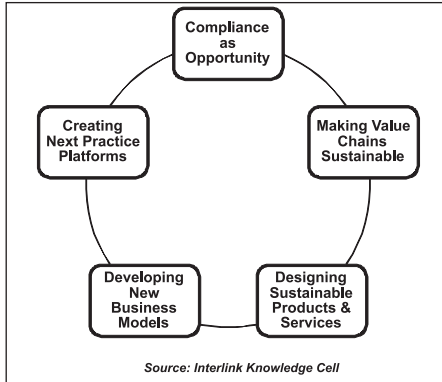 Compliance
as
Opportunity
Making Value
Chains
Sustainable
Designing
Sustainable
Products &
Services
Developing
New
Business
Models
Creating
Next Practice
Platforms
Source: Interlink Knowledge Cell